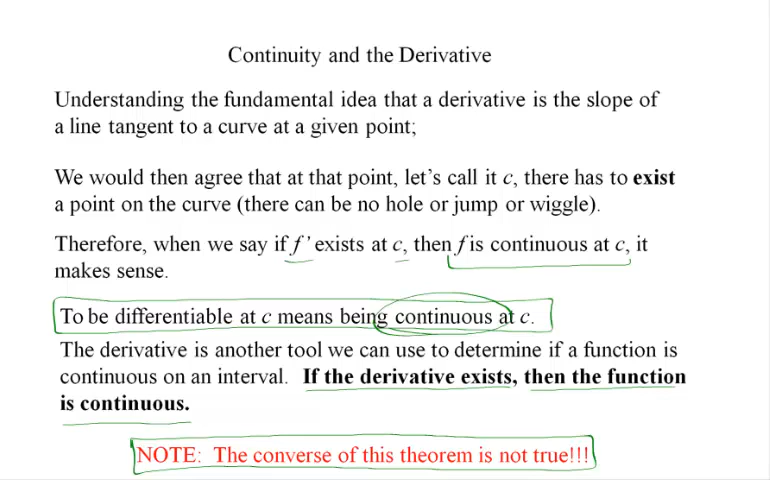 Continuity and the Derivative
Understanding the fundamental idea that a derivative is the slope of
a line tangent to a curve at a given point;
We would then agree that at that point, let's call it c, there has to exist
a point on the curve (there can be no hole or jump or wiggle).
Therefore, when we say if f ' exists at c, then f is continuous at c, it
makes sense.
To be differentiable at c means being continuous at c.
The derivative is another tool we can use to determine if a function is
continuous on an interval. If the derivative exists, then the function
is continuous.
NOTE: The converse of this theorem is not true!!!